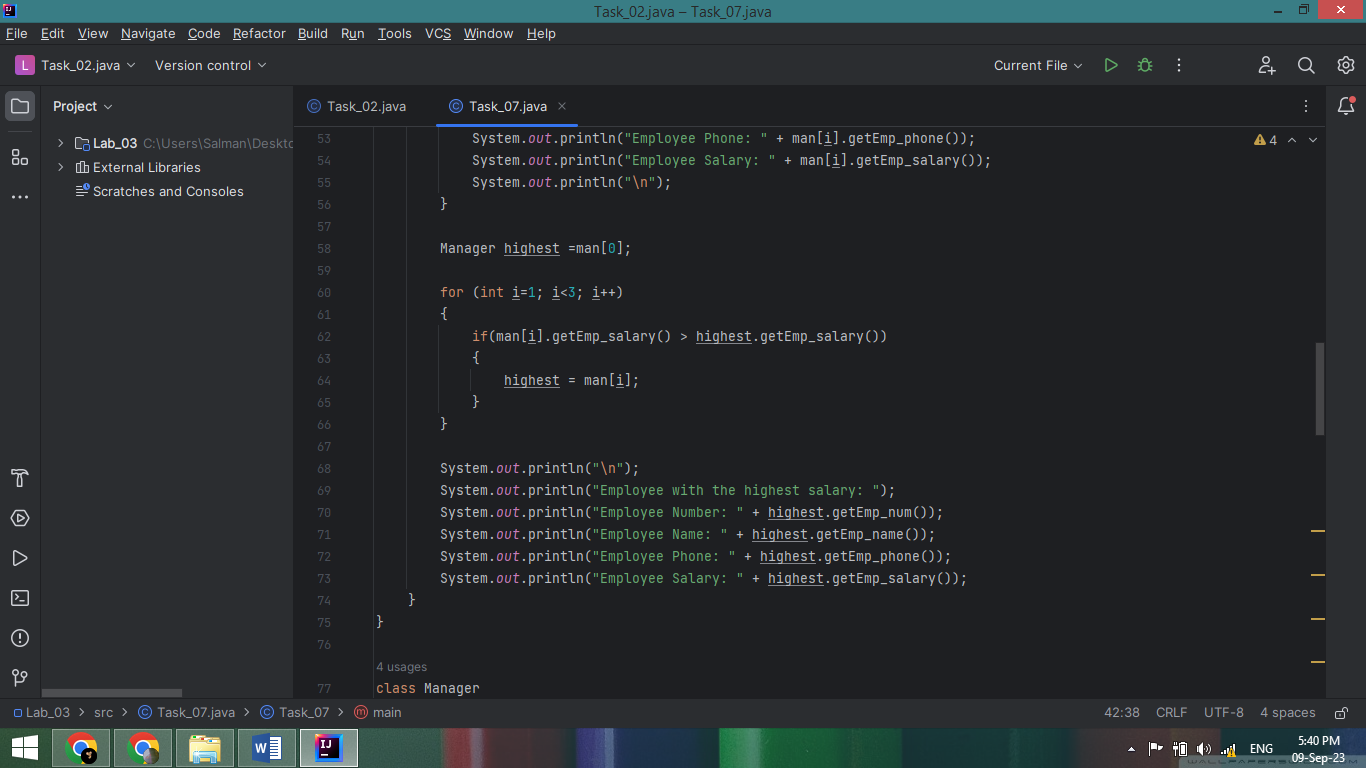 Task_02.java – Task_07.java
File Edit View Navigate Code Refactor Build Run Tools VCS Window Help
L Task_02.java Version control Current File
Project Task_02.java Task_07.java
Lab_03 C:\Users\Salman\Deskto
External Libraries
Scratches and Consoles
4
53 System.out.println("Employee Phone: " + man[i].getEmp_phone());
54 System.out.println("Employee Salary: " + man[i].getEmp_salary());
55 System.out.println("\n");
56 }
57
58 Manager highest =man[0];
59
60 for (int i=1; i<3; i++)
61 {
62 if(man[i].getEmp_salary() > highest.getEmp_salary())
63 {
64 highest = man[i];
65 }
66 }
67
68 System.out.println("\n");
69 System.out.println("Employee with the highest salary: ");
70 System.out.println("Employee Number: " + highest.getEmp_num());
71 System.out.println("Employee Name: " + highest.getEmp_name());
72 System.out.println("Employee Phone: " + highest.getEmp_phone());
73 System.out.println("Employee Salary: " + highest.getEmp_salary());
74 }
75 }
76
4 usages
77 class Manager
Lab_03 > src > Task_07.java > Task_07 > main 42:38 CRLF UTF-8 4 spaces
ENG 5:40 PM
09-Sep-23